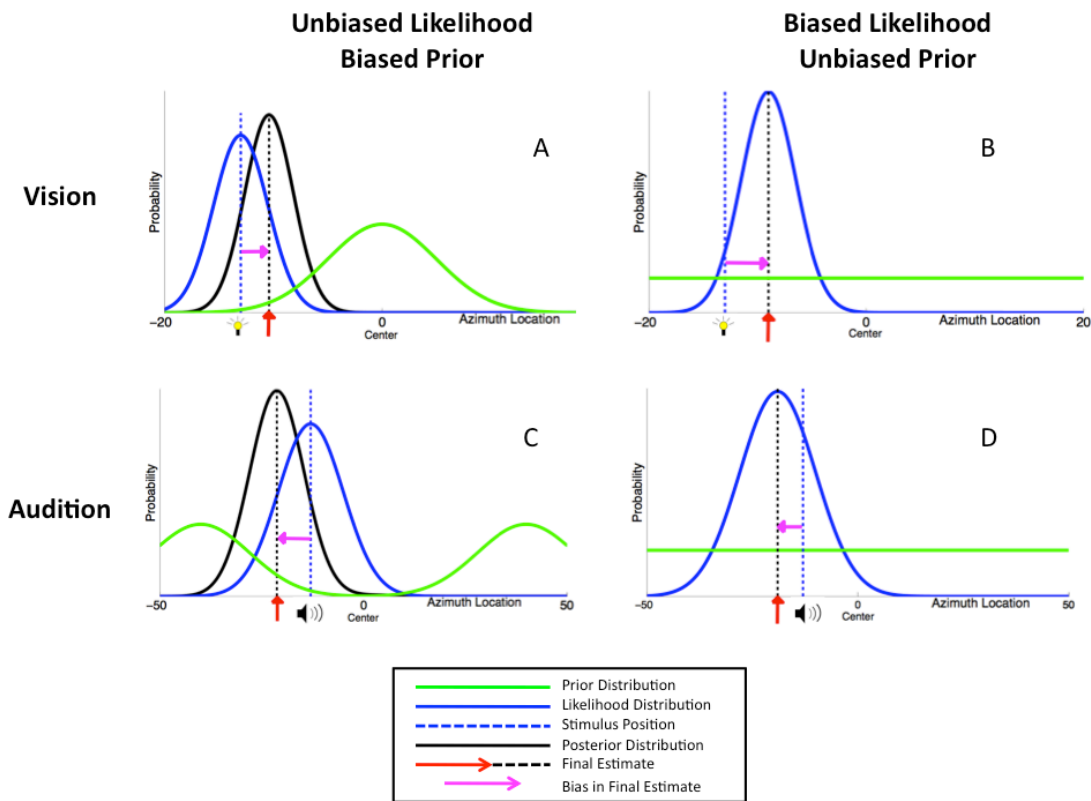 Unbiased Likelihood
Biased Prior
Biased Likelihood
Unbiased Prior
Vision
Probability
A
-20
0
Center
Azimuth Location
Probability
B
-20
0
Center
Azimuth Location
20
Audition
Probability
C
-50
0
Center
Azimuth Location
50
Probability
D
-50
0
Center
Azimuth Location
50
Prior Distribution
Likelihood Distribution
Stimulus Position
Posterior Distribution
Final Estimate
Bias in Final Estimate